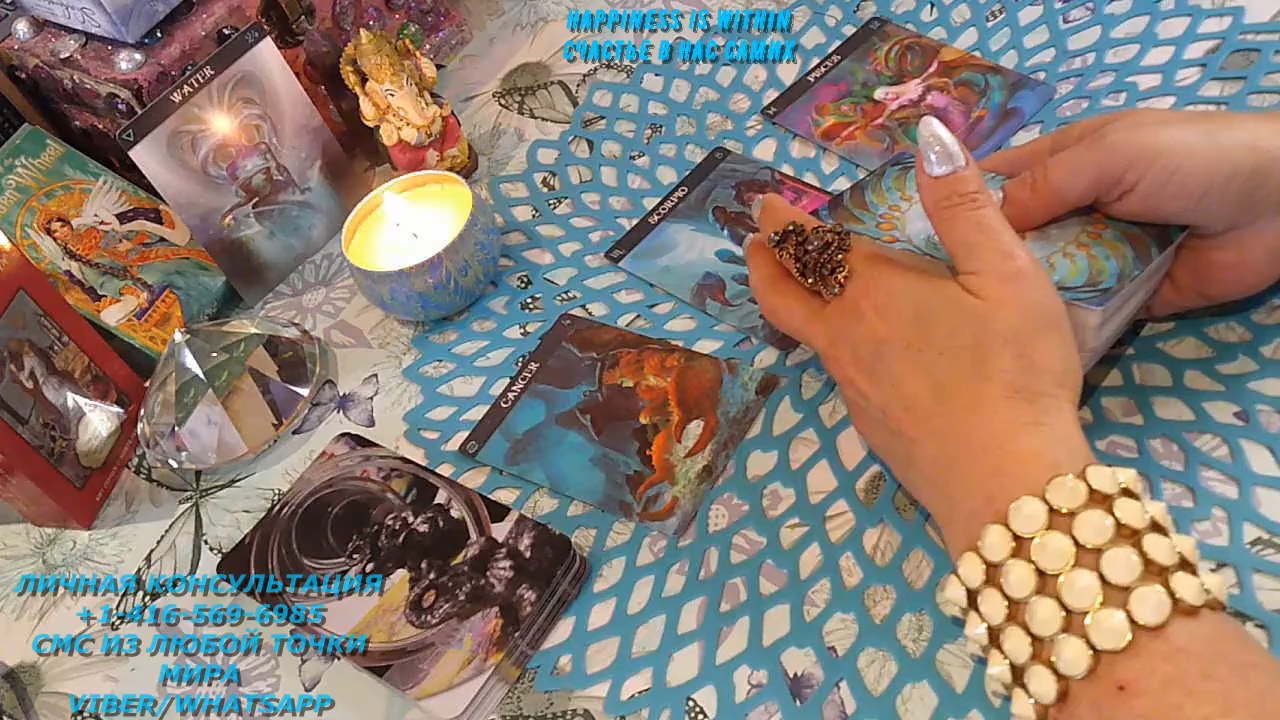 HAPPINESS IS WITHIN
СЧАСТЬЕ В НАС САМИХ
24
WATER
PISCES
SCORPIO
CANCER
ЛИЧНАЯ КОНСУЛЬТАЦИЯ
+1-416-569-6985
СМС ИЗ ЛЮБОЙ ТОЧКИ
МИРА
VIBER/WHATSAPP